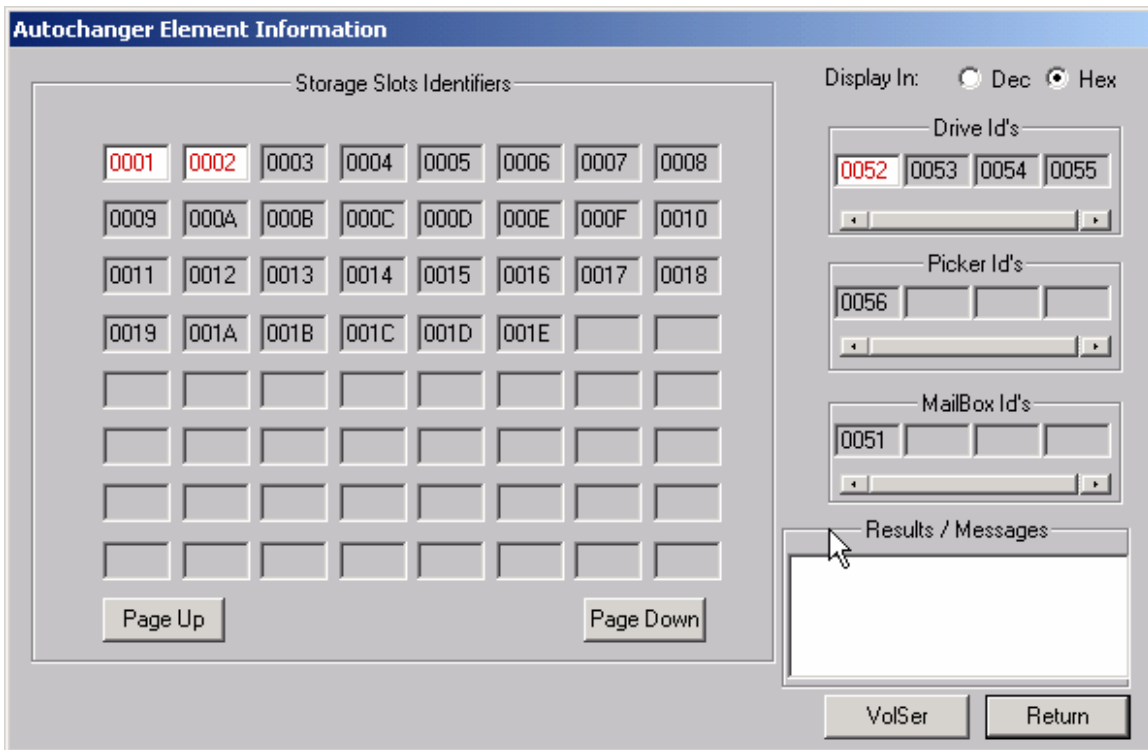 Autochanger Element Information
Storage Slots Identifiers
0001 0002 0003 0004 0005 0006 0007 0008
0009 000A 000B 000C 000D 000E 000F 0010
0011 0012 0013 0014 0015 0016 0017 0018
0019 001A 001B 001C 001D 001E
Page Up Page Down
Display In: Dec Hex
Drive Id's
0052 0053 0054 0055
Picker Id's
0056
MailBox Id's
0051
Results / Messages
VolSer Return